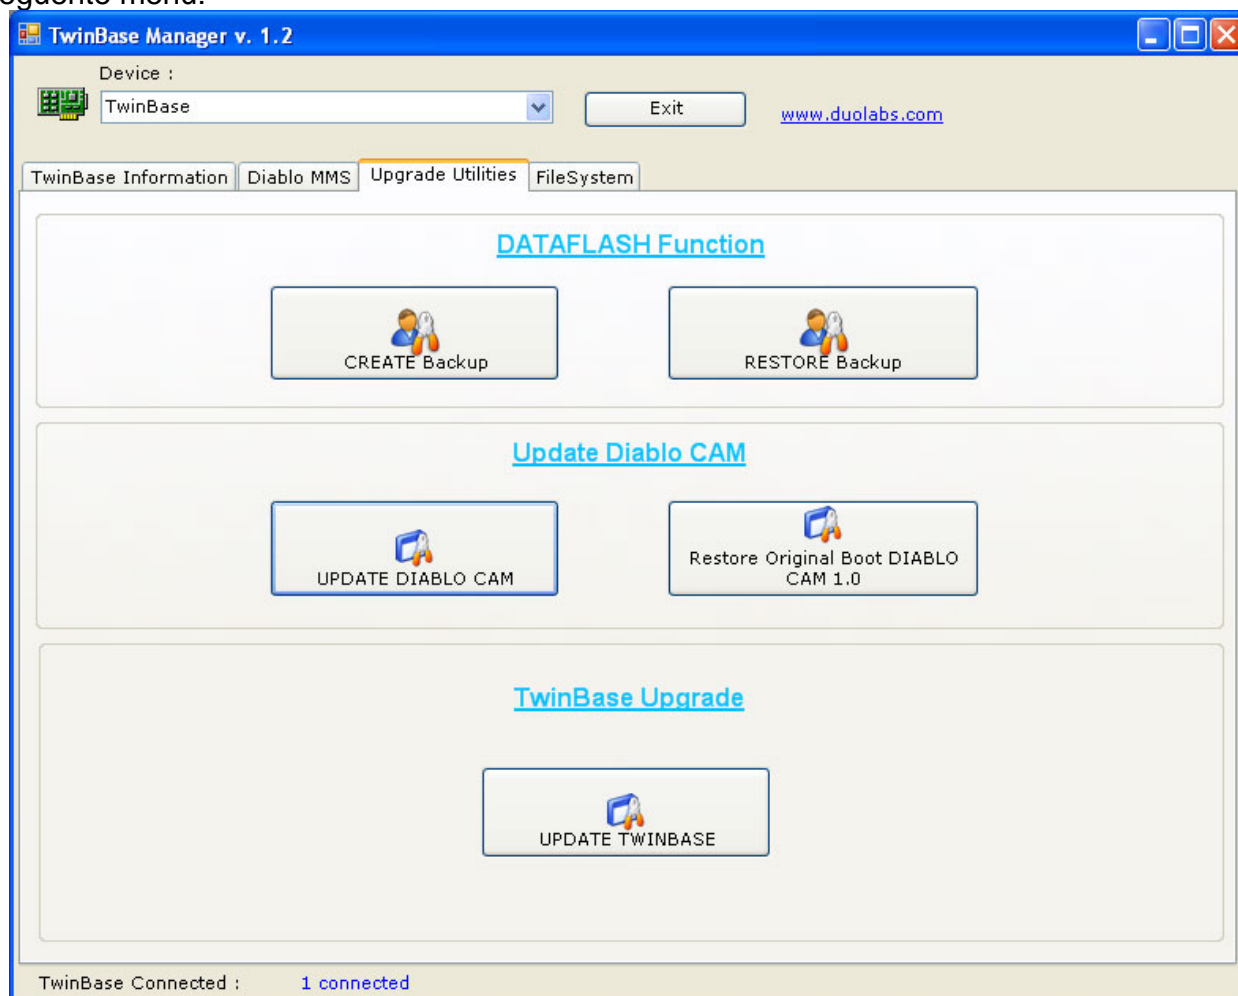 eguente menu.
TwinBase Manager v. 1.2
Device :
TwinBase
Exit
www.duolabs.com
TwinBase Information
Diablo MMS
Upgrade Utilities
FileSystem
DATAFLASH Function
CREATE Backup
RESTORE Backup
Update Diablo CAM
UPDATE DIABLO CAM
Restore Original Boot DIABLO
CAM 1.0
TwinBase Upgrade
UPDATE TWINBASE
TwinBase Connected :
1 connected